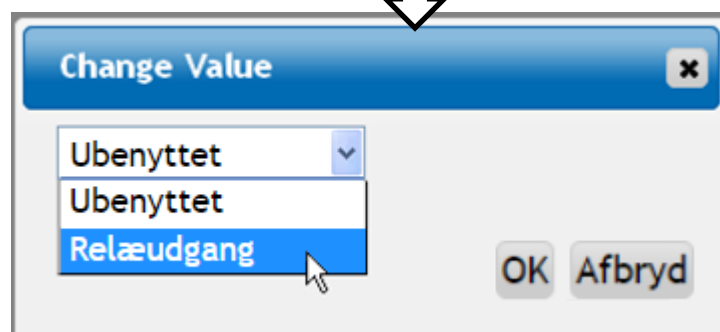 Change Value
Ubenyttet
Ubenyttet
Relæudgang
OK Afbryd